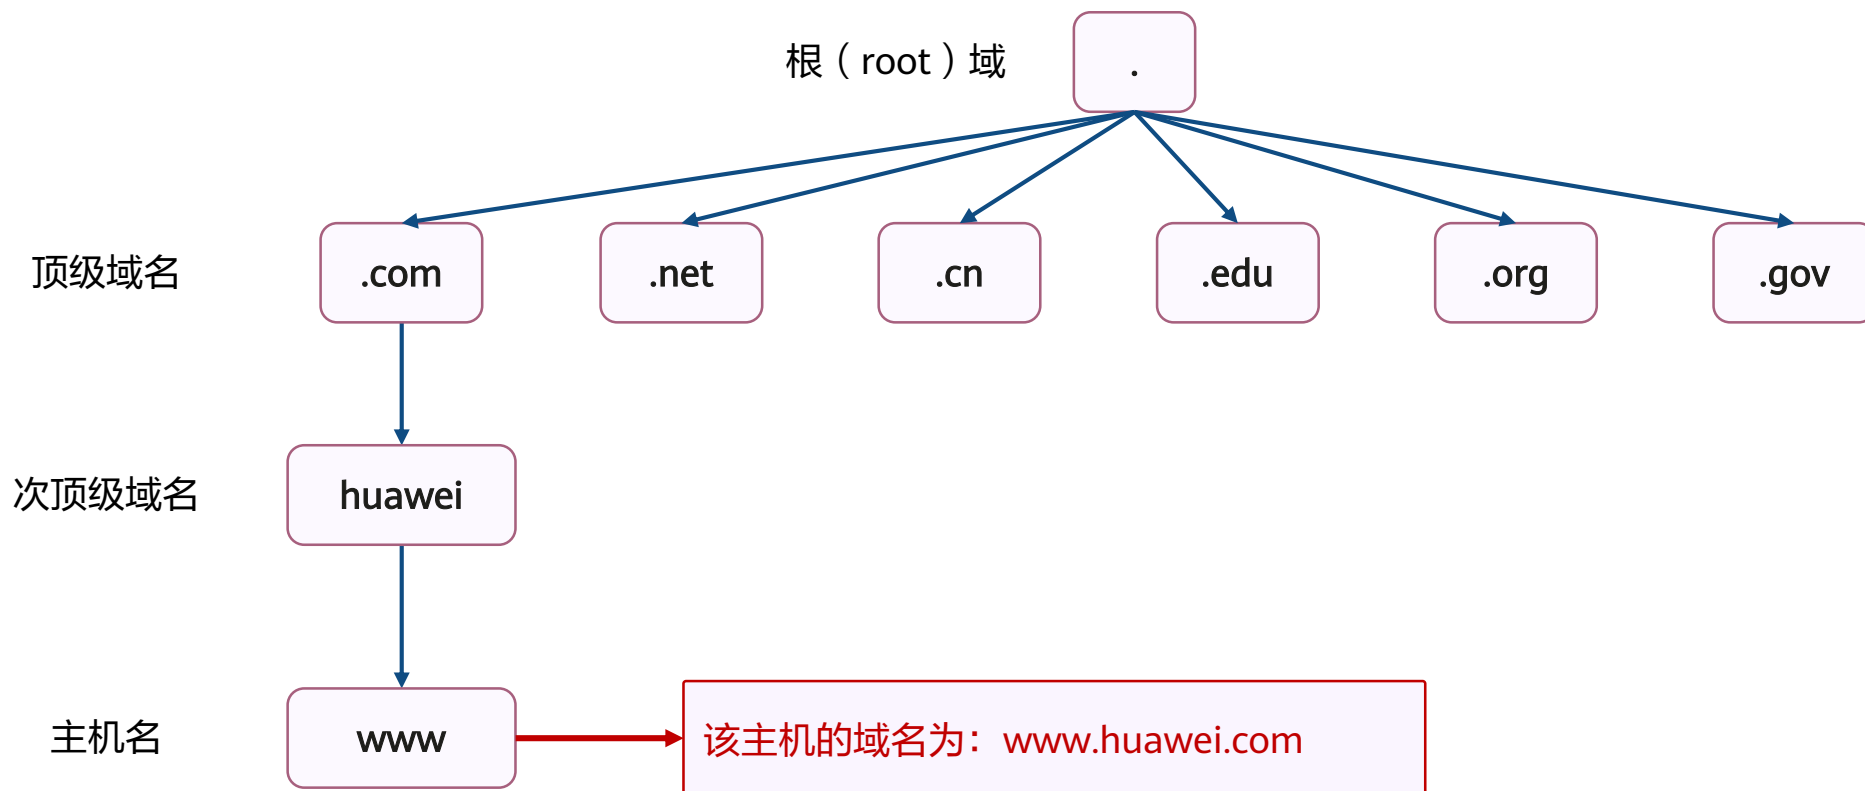 根（root）域
.
顶级域名
.com
.net
.cn
.edu
.org
.gov
次顶级域名
huawei
主机名
www
该主机的域名为：www.huawei.com